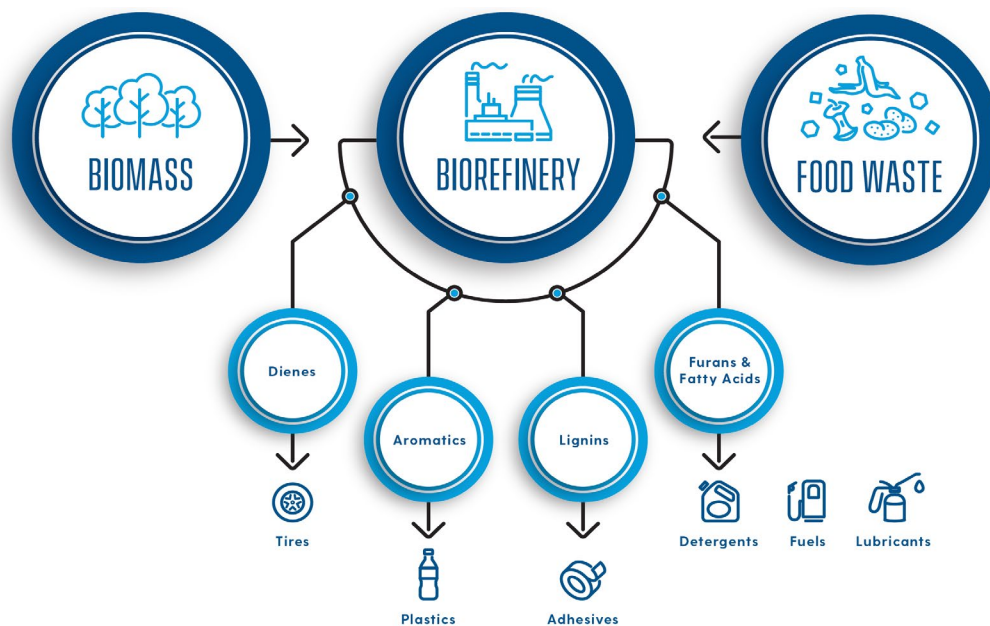 BIOMASS
BIOREFINERY
FOOD WASTE
Dienes
Aromatics
Lignins
Furans &
Fatty Acids
Tires
Plastics
Adhesives
Detergents
Fuels
Lubricants